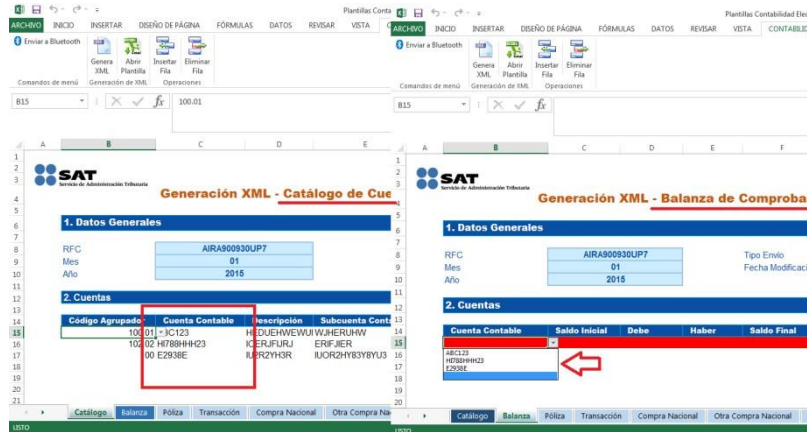 Plantillas Conta
ARCHIVO INICIO INSERTAR DISEÑO DE PÁGINA FÓRMULAS DATOS REVISAR VISTA
Enviar a Bluetooth
Genera XML
Abrir Plantilla
Insertar Fila
Eliminar Fila
Comandos de menú Generación de XML Operaciones
B15 fx 100.01
A B C D E
SAT
Servicio de Administración Tributaria
Generación XML - Catálogo de Cue
1. Datos Generales
RFC AIRA900930UP7
Mes 01
Año 2015
2. Cuentas
Código Agrupador Cuenta Contable Descripción Subcuenta Cont
100.01 ABC123 HEDUEHWEWUI WJHERUHW
102.02 HI788HHH23 ERIFJIER
00 E2938E IUR2YH3R IUOR2HY83Y8YU3
Catálogo Balanza Póliza Transacción Compra Nacional Otra Compra Na
LISTO
Plantillas Contabilidad Elec
ARCHIVO INICIO INSERTAR DISEÑO DE PÁGINA FÓRMULAS DATOS REVISAR VISTA CONTABILID
Enviar a Bluetooth
Genera XML
Abrir Plantilla
Insertar Fila
Eliminar Fila
Comandos de menú Generación de XML Operaciones
B15 fx
A B C D E F
SAT
Servicio de Administración Tributaria
Generación XML - Balanza de Comproba
1. Datos Generales
RFC AIRA900930UP7 Tipo Envio
Mes 01 Fecha Modificaci
Año 2015
2. Cuentas
Cuenta Contable Saldo Inicial Debe Haber Saldo Final
ABC123
HI788HHH23
E2938E
Catálogo Balanza Póliza Transacción Compra Nacional Otra Compra Nacional
LISTO